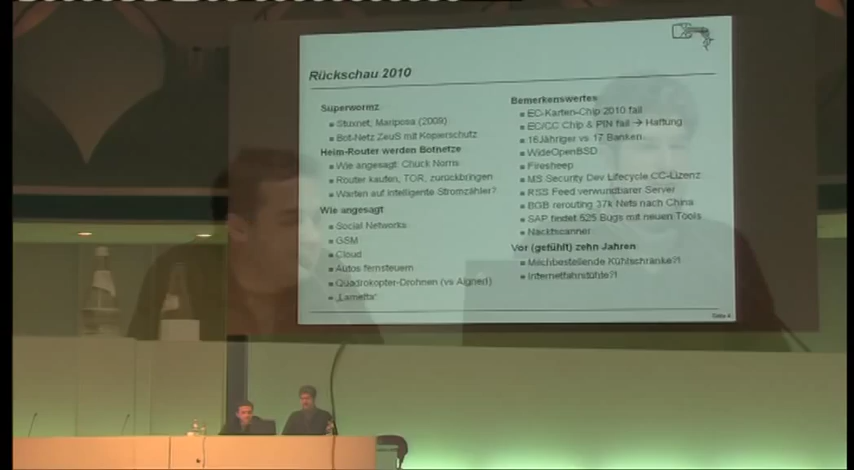 Rückschau 2010
Superwormz
Stuxnet, Mariposa (2009)
Bot-Netz ZeuS mit Kopierschutz
Heim-Router werden Botnetze
Wie angesagt: Chuck Norris
Router kaufen, TOR, zurückbringen
Warten auf intelligente Stromzähler?
Wie angesagt
Social Networks
GSM
Cloud
Autos fernsteuern
Quadrokopter-Drohnen (vs Aigner!)
„Lametta“
Bemerkenswertes
EC-Karten-Chip 2010 fail
EC/CC Chip & PIN fail → Haftung
16Jähriger vs 17 Banken
WideOpenBSD
Firesheep
MS Security Dev Lifecycle CC-Lizenz
RSS Feed verwundbarer Server
BGB rerouting 37k Nets nach China
SAP findet 525 Bugs mit neuen Tools
Nacktscanner
Vor (gefühlt) zehn Jahren
Milchbestellende Kühlschränke?!
Internetfahrstühle?!